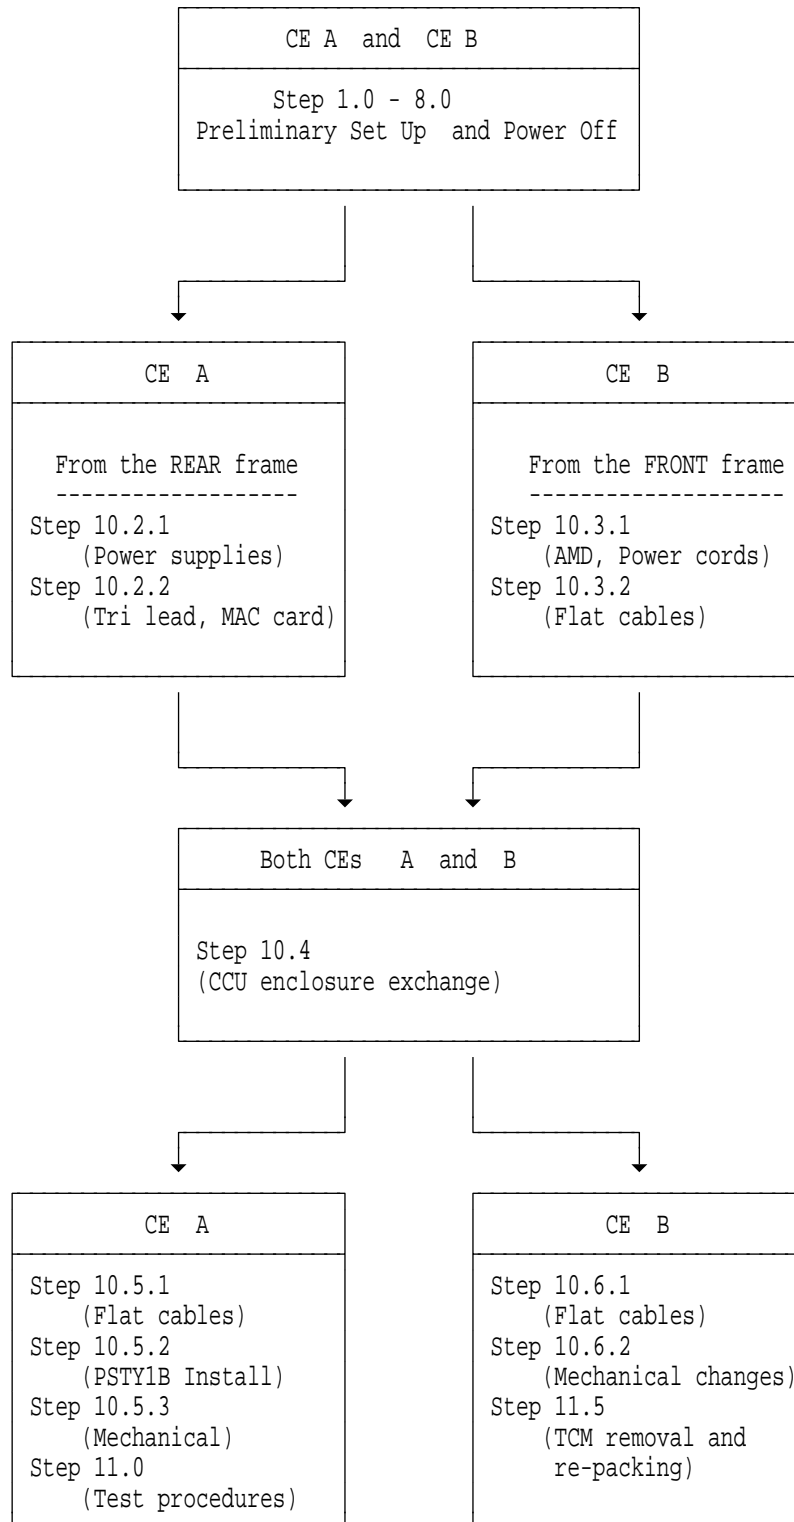 CE A and CE B
Step 1.0 - 8.0
Preliminary Set Up and Power Off
CE A
From the REAR frame
-------------------
Step 10.2.1
(Power supplies)
Step 10.2.2
(Tri lead, MAC card)
CE B
From the FRONT frame
--------------------
Step 10.3.1
(AMD, Power cords)
Step 10.3.2
(Flat cables)
Both CEs A and B
Step 10.4
(CCU enclosure exchange)
CE A
Step 10.5.1
(Flat cables)
Step 10.5.2
(PSTY1B Install)
Step 10.5.3
(Mechanical)
Step 11.0
(Test procedures)
CE B
Step 10.6.1
(Flat cables)
Step 10.6.2
(Mechanical changes)
Step 11.5
(TCM removal and
re-packing)